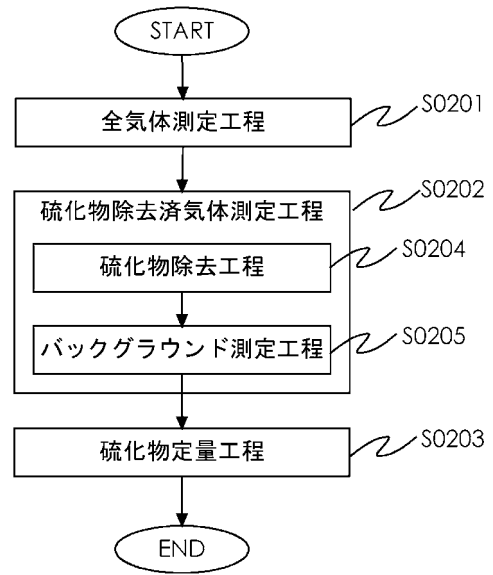 START
全気体測定工程
S0201
硫化物除去済気体測定工程
S0202
硫化物除去工程
S0204
バックグラウンド測定工程
S0205
硫化物定量工程
S0203
END